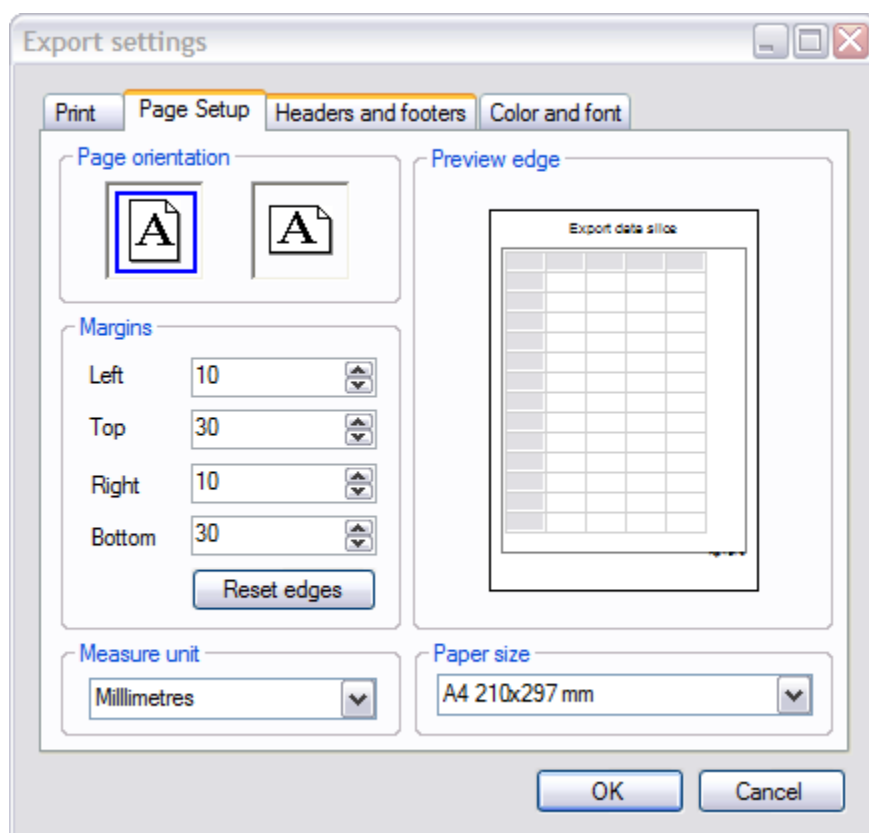 Export settings
Print Page Setup Headers and footers Color and font
Page orientation
A A
Margins
Left 10
Top 30
Right 10
Bottom 30
Reset edges
Measure unit
Millimetres
Preview edge
Export data slice
Paper size
A4 210x297 mm
OK Cancel